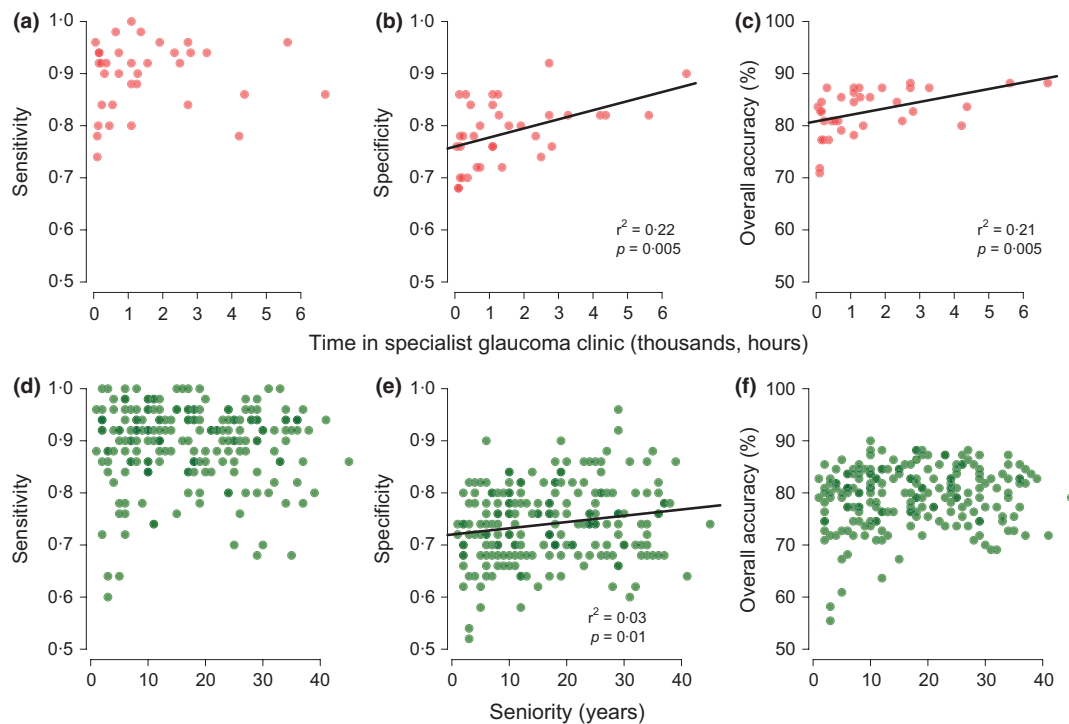 (a)
1·0
0·9
0·8
0·7
0·6
0·5
Sensitivity
0 1 2 3 4 5 6
(b)
1·0
0·9
0·8
0·7
0·6
0·5
Specificity
r² = 0·22
p = 0·005
0 1 2 3 4 5 6
(c)
100
90
80
70
60
50
Overall accuracy (%)
r² = 0·21
p = 0·005
0 1 2 3 4 5 6
Time in specialist glaucoma clinic (thousands, hours)
(d)
1·0
0·9
0·8
0·7
0·6
0·5
Sensitivity
0 10 20 30 40
(e)
1·0
0·9
0·8
0·7
0·6
0·5
Specificity
r² = 0·03
p = 0·01
0 10 20 30 40
(f)
100
90
80
70
60
50
Overall accuracy (%)
0 10 20 30 40
Seniority (years)